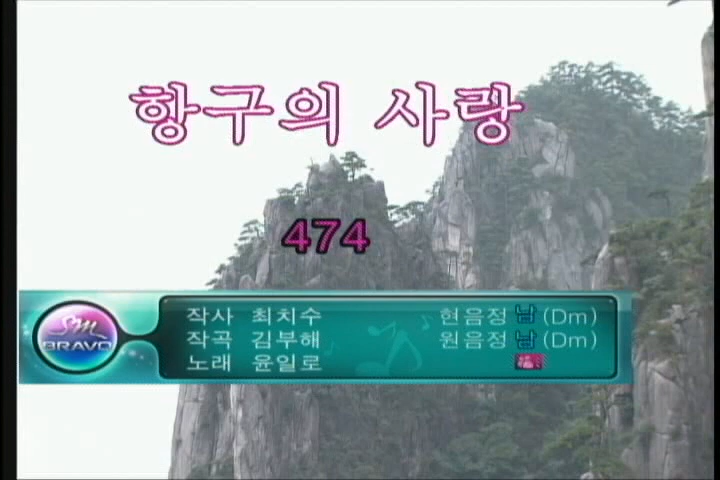 항구의 사랑
474
SM
BRAVO
작사 최치수 현음정 남 (Dm)
작곡 김부해 원음정 남 (Dm)
노래 윤일로